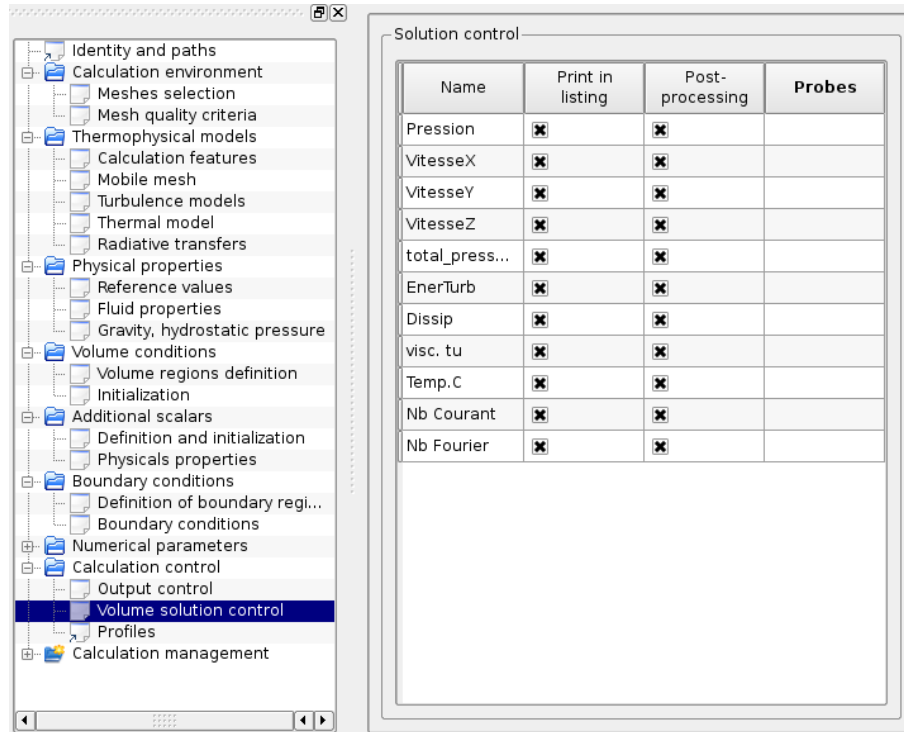 Identity and paths
Calculation environment
Meshes selection
Mesh quality criteria
Thermophysical models
Calculation features
Mobile mesh
Turbulence models
Thermal model
Radiative transfers
Physical properties
Reference values
Fluid properties
Gravity, hydrostatic pressure
Volume conditions
Volume regions definition
Initialization
Additional scalars
Definition and initialization
Physicals properties
Boundary conditions
Definition of boundary regi...
Boundary conditions
Numerical parameters
Calculation control
Output control
Volume solution control
Profiles
Calculation management
Solution control
Name Print in listing Post-processing Probes
Pression
VitesseX
VitesseY
VitesseZ
total_press...
EnerTurb
Dissip
visc. tu
Temp.C
Nb Courant
Nb Fourier